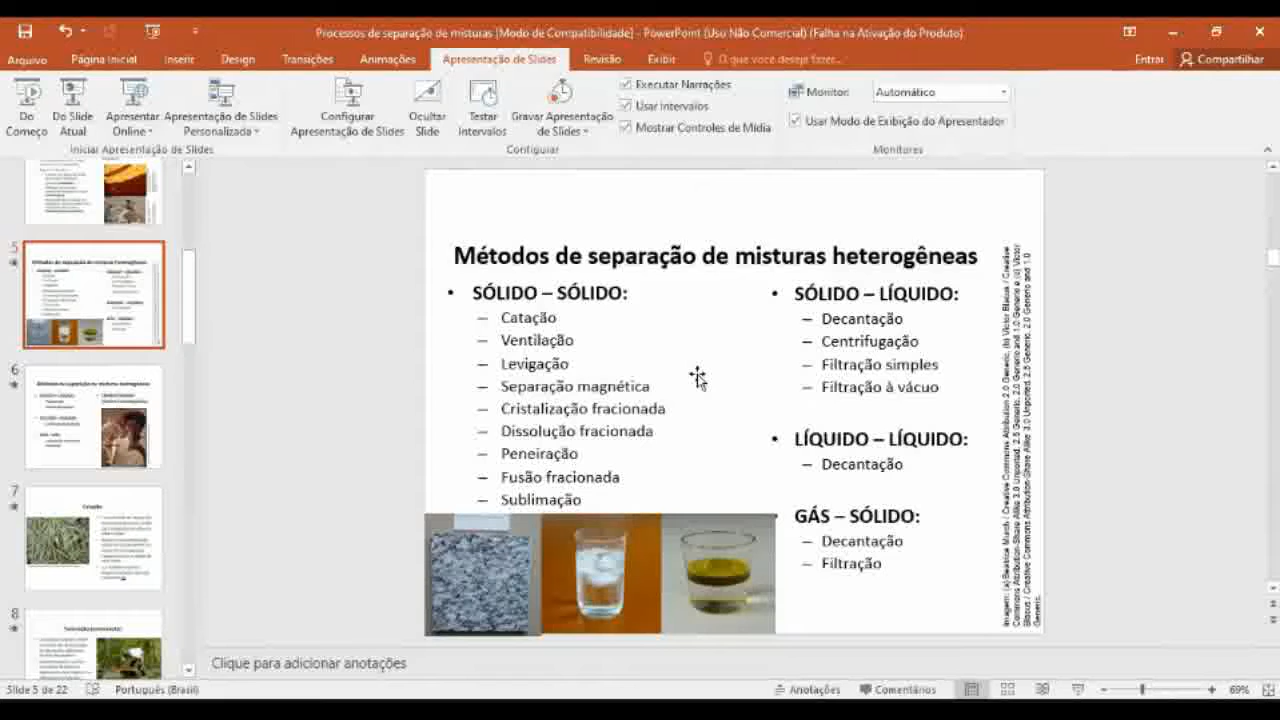 Processos de separação de misturas [Modo de Compatibilidade] - PowerPoint (Uso Não Comercial) (Falha na Ativação do Produto)
Arquivo Página Inicial Inserir Design Transições Animações Apresentação de Slides Revisão Exibir O que você deseja fazer... Entrar Compartilhar
Do Começo
Do Slide Atual
Apresentar Online
Apresentação de Slides Personalizada
Configurar Apresentação de Slides
Ocultar Slide
Testar Intervalos
Gravar Apresentação de Slides
Executar Narrações
Usar Intervalos
Mostrar Controles de Mídia
Monitor: Automático
Usar Modo de Exibição do Apresentador
Iniciar Apresentação de Slides
Configurar
Monitores
5
6
7
8
Métodos de separação de misturas heterogêneas
• SÓLIDO – SÓLIDO:
– Catação
– Ventilação
– Levigação
– Separação magnética
– Cristalização fracionada
– Dissolução fracionada
– Peneiração
– Fusão fracionada
– Sublimação
• SÓLIDO – LÍQUIDO:
– Decantação
– Centrifugação
– Filtração simples
– Filtração à vácuo
• LÍQUIDO – LÍQUIDO:
– Decantação
• GÁS – SÓLIDO:
– Decantação
– Filtração
Clique para adicionar anotações
Slide 5 de 22 Português (Brasil) Anotações Comentários 69%